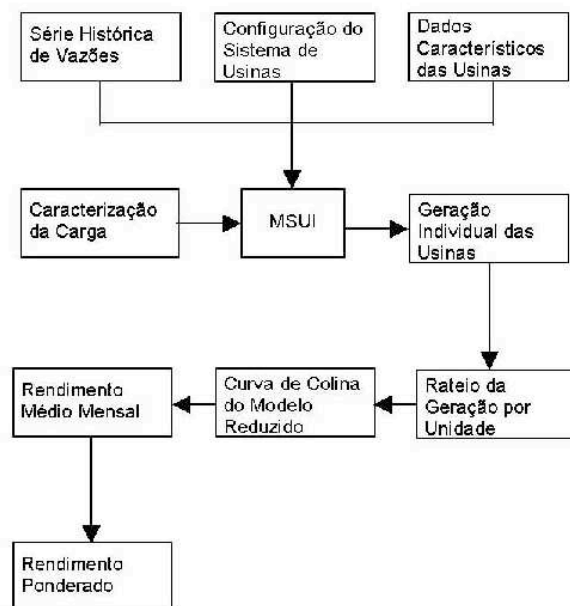 Série Histórica
de Vazões
Configuração do
Sistema de
Usinas
Dados
Característicos
das Usinas
Caracterização
da Carga
MSUI
Geração
Individual das
Usinas
Rendimento
Médio Mensal
Curva de Colina
do Modelo
Reduzido
Rateio da
Geração por
Unidade
Rendimento
Ponderado